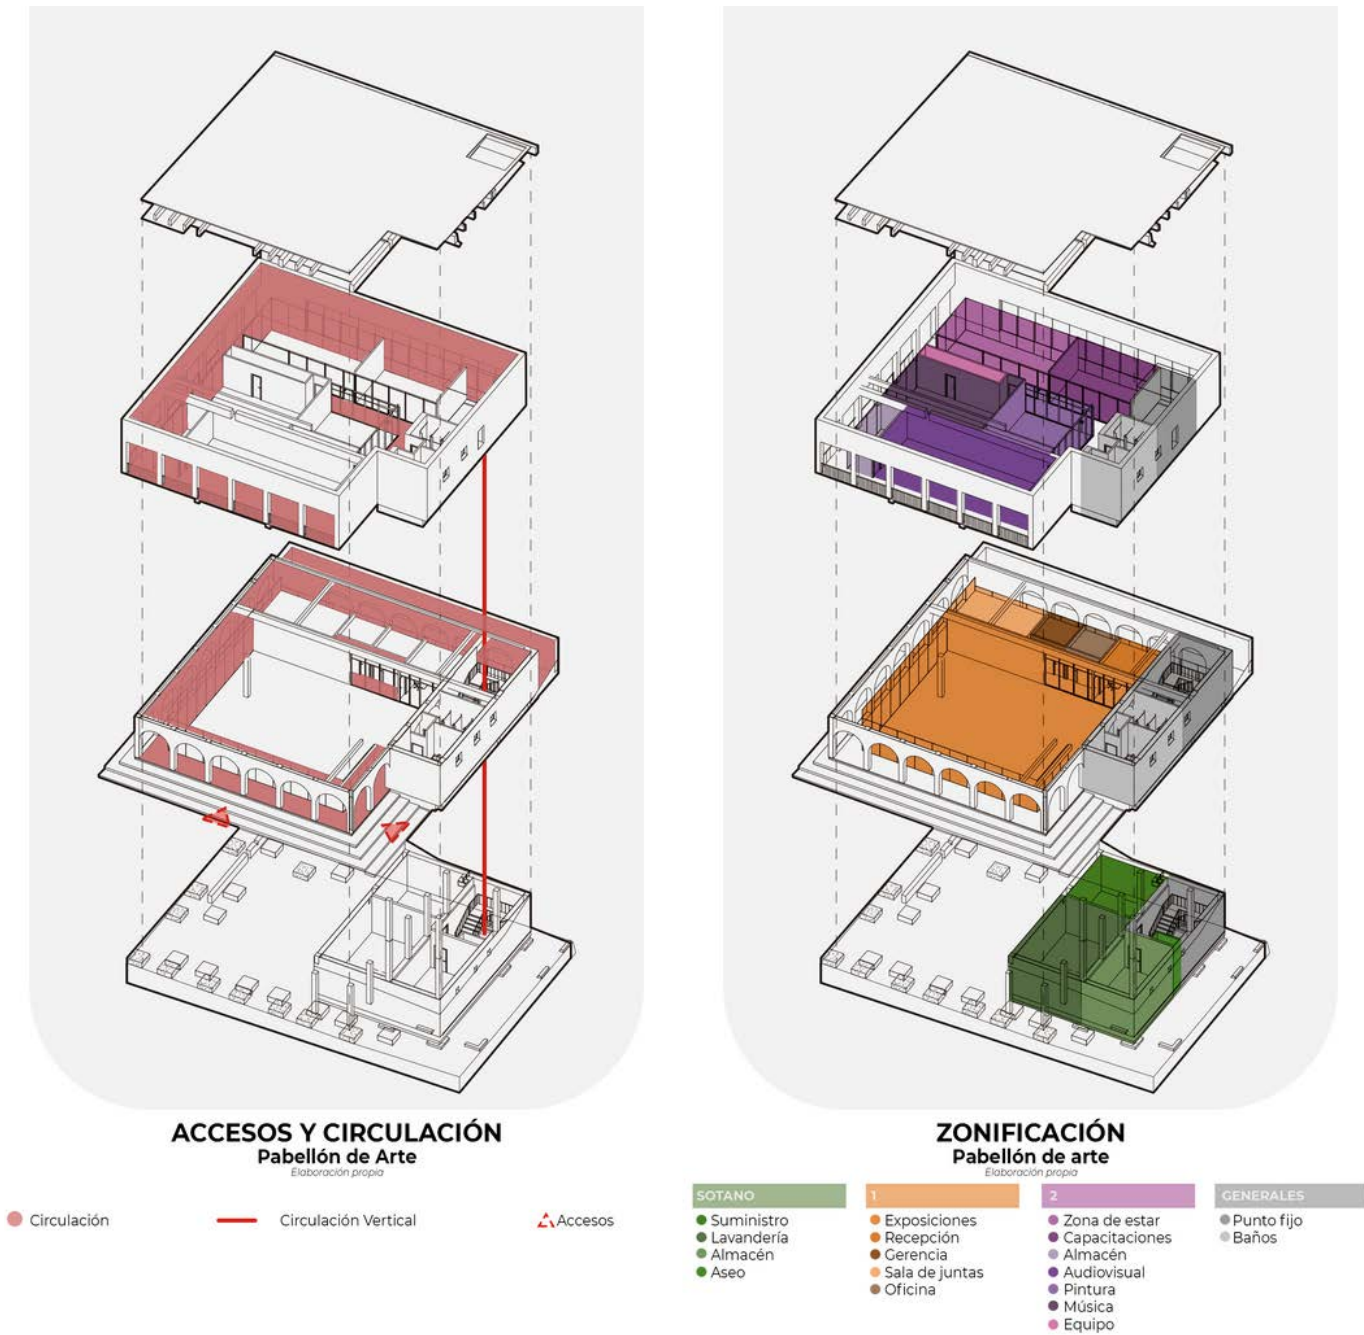 ACCESOS Y CIRCULACIÓN
Pabellón de Arte
Elaboración propia
Circulación
Circulación Vertical
Accesos
ZONIFICACIÓN
Pabellón de arte
Elaboración propia
SOTANO
Suministro
Lavandería
Almacén
Aseo
1
Exposiciones
Recepción
Gerencia
Sala de juntas
Oficina
2
Zona de estar
Capacitaciones
Almacén
Audiovisual
Pintura
Música
Equipo
GENERALES
Punto fijo
Baños